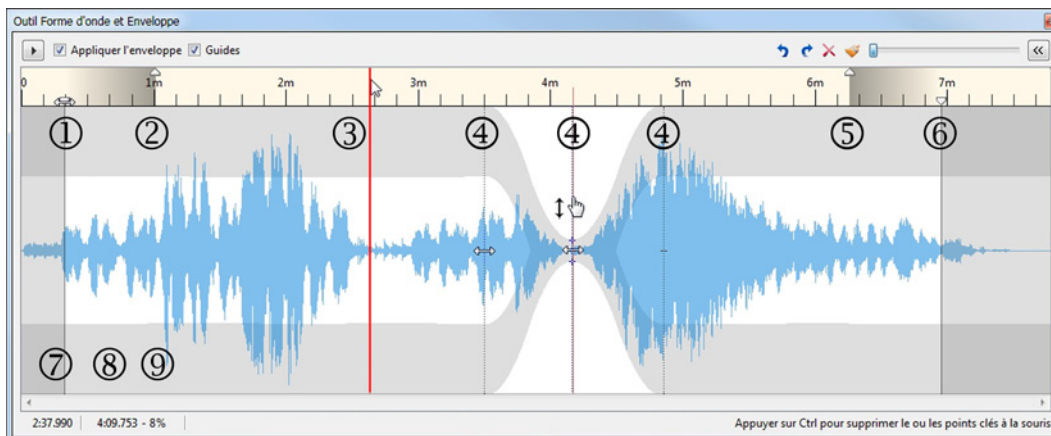 Outil Forme d'onde et Enveloppe
Appliquer l'enveloppe Guides
0 1m 2m 3m 4m 5m 6m 7m
① ② ③ ④ ④ ④ ⑤ ⑥
⑦ ⑧ ⑨
2:37.990 4:09.753 - 8% Appuyer sur Ctrl pour supprimer le ou les points clés à la souris